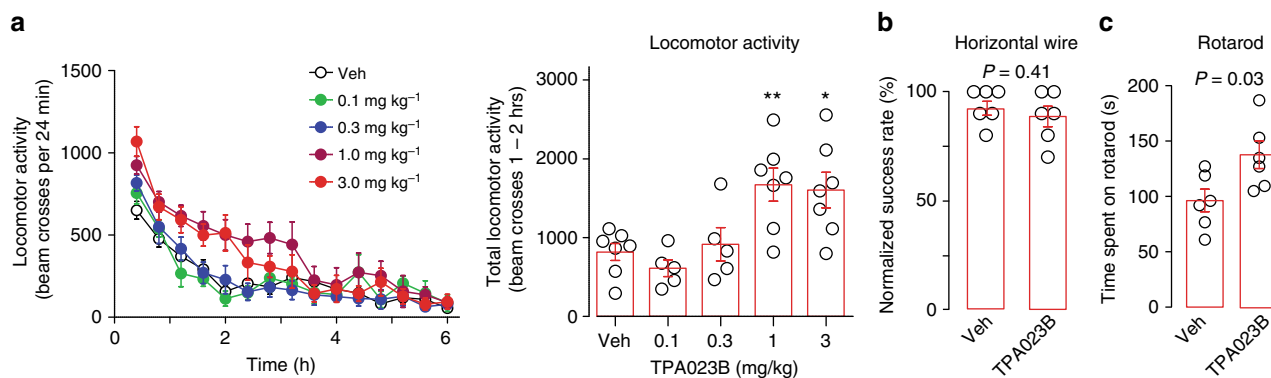 a
Locomotor activity
(beam crosses per 24 min)
1500
1000
500
0
0
2
4
6
Time (h)
Veh
0.1 mg kg⁻¹
0.3 mg kg⁻¹
1.0 mg kg⁻¹
3.0 mg kg⁻¹
Locomotor activity
Total locomotor activity
(beam crosses 1 – 2 hrs)
3000
2000
1000
0
**
*
Veh
0.1
0.3
1
3
TPA023B (mg/kg)
b
Horizontal wire
P = 0.41
Normalized success rate (%)
100
50
0
Veh
TPA023B
c
Rotarod
P = 0.03
Time spent on rotarod (s)
200
150
100
50
0
Veh
TPA023B